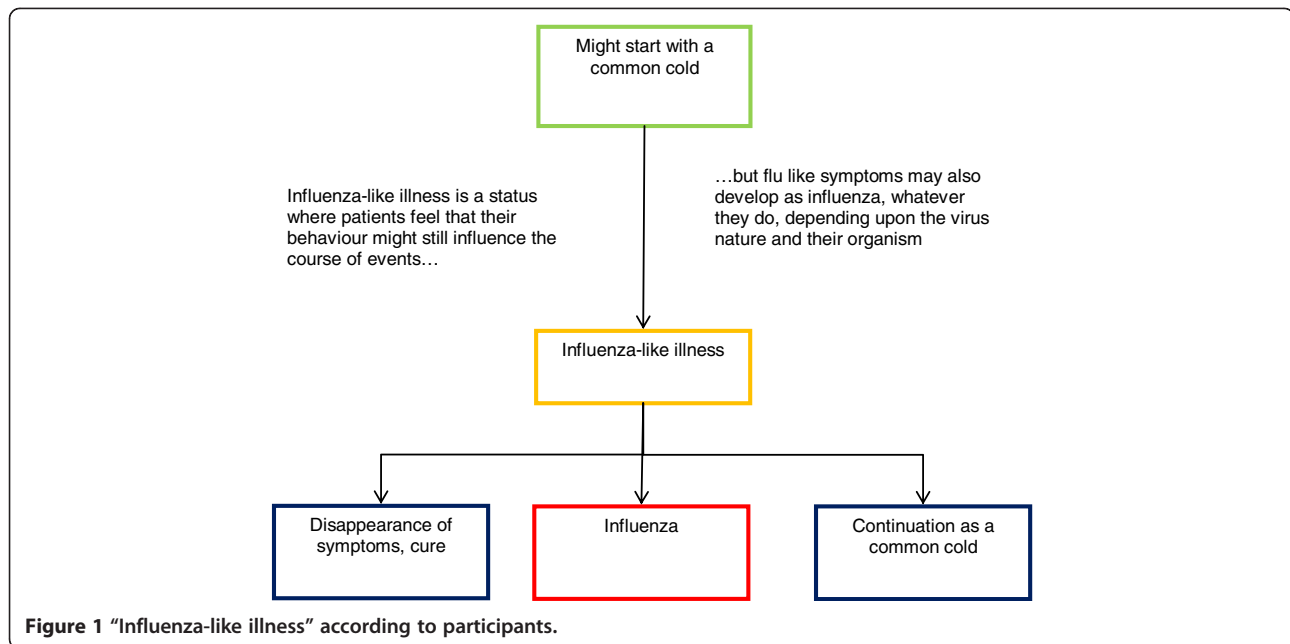 Might start with a
common cold
Influenza-like illness is a status
where patients feel that their
behaviour might still influence the
course of events…
…but flu like symptoms may also
develop as influenza, whatever
they do, depending upon the virus
nature and their organism
Influenza-like illness
Disappearance of
symptoms, cure
Influenza
Continuation as a
common cold
Figure 1 “Influenza-like illness” according to participants.